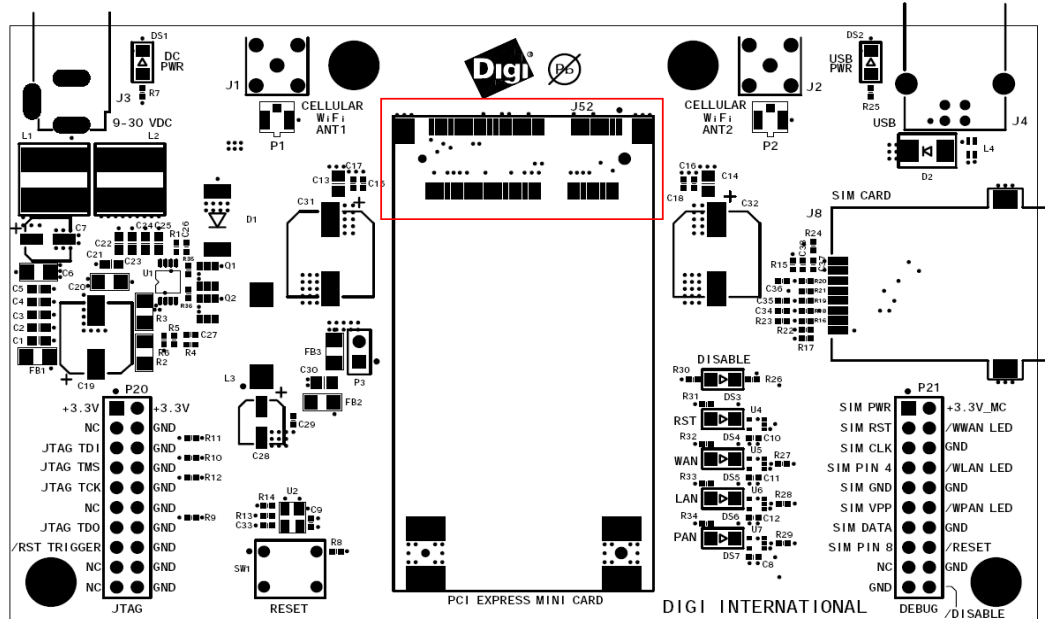 DS1
DC
PWR
R7
J3
9-30 VDC
L1
L2
J1
CELLULAR
WiFi
ANT1
P1
Digi
®
Pb
J52
J2
CELLULAR
WiFi
ANT2
P2
DS2
USB
PWR
R25
USB
J4
L4
D2
SIM CARD
J8
C7
C24
C25
C22
R1
C26
C21
C23
C6
U1
R35
Q1
D1
C20
C5
C4
C3
C2
C1
R36
Q2
R3
R5
R6
R4
C27
R2
FB1
C19
C17
C13
C15
C31
FB3
P3
C30
FB2
L3
C29
C28
C16
C14
C18
C32
R24
C38
C37
R15
C36
R20
R21
C35
R19
C34
R18
R23
R16
R22
R17
P20
+3.3V +3.3V
NC GND
JTAG TDI GND
JTAG TMS GND
JTAG TCK GND
NC GND
JTAG TDO GND
/RST TRIGGER GND
NC GND
NC GND
JTAG
R11
R10
R12
R9
R14
U2
R13
C9
C33
R8
SW1
RESET
PCI EXPRESS MINI CARD
DISABLE
R30
R26
DS3
R31
U4
RST
DS4
C10
R32
U5
WAN
R27
DS5
C11
R33
U6
LAN
R28
DS6
C12
R34
U7
PAN
R29
DS7
C8
DIGI INTERNATIONAL
P21
SIM PWR +3.3V_MC
SIM RST /WWAN LED
SIM CLK GND
SIM PIN 4 /WLAN LED
SIM GND GND
SIM VPP /WPAN LED
SIM DATA GND
SIM PIN 8 /RESET
NC GND
GND /DISABLE
DEBUG